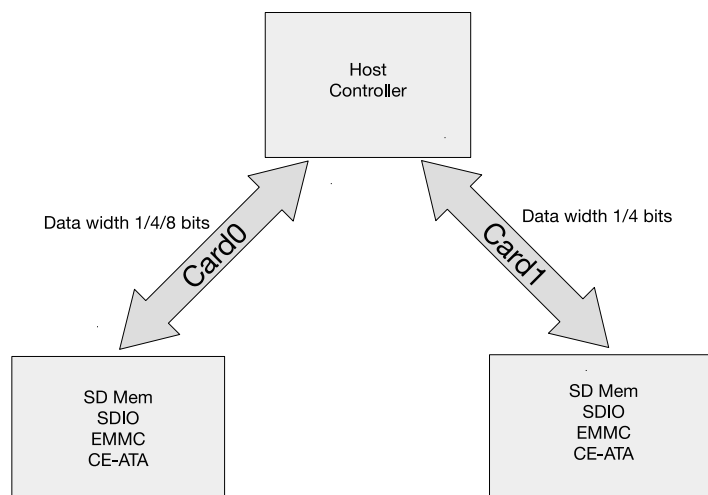 Host
Controller
Data width 1/4/8 bits
Card0
Card1
Data width 1/4 bits
SD Mem
SDIO
EMMC
CE-ATA
SD Mem
SDIO
EMMC
CE-ATA